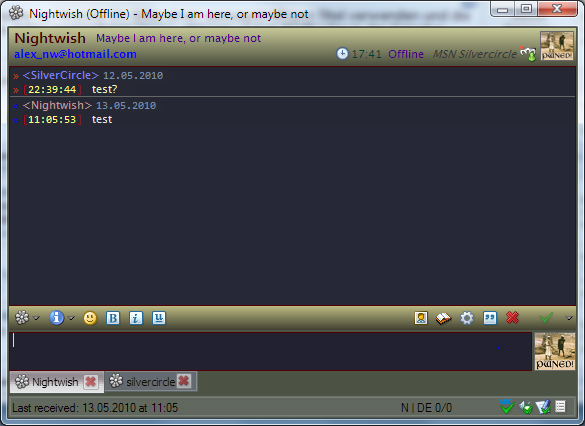 Nightwish (Offline) - Maybe I am here, or maybe not
Nightwish Maybe I am here, or maybe not
alex_nw@hotmail.com 17:41 Offline MSN Silvercircle
PWNED!
» <SilverCircle> 12.05.2010
» [22:39:44] test?
<Nightwish> 13.05.2010
[11:05:53] test
B i u
PWNED!
Nightwish silvercircle
Last received: 13.05.2010 at 11:05 N | DE 0/0